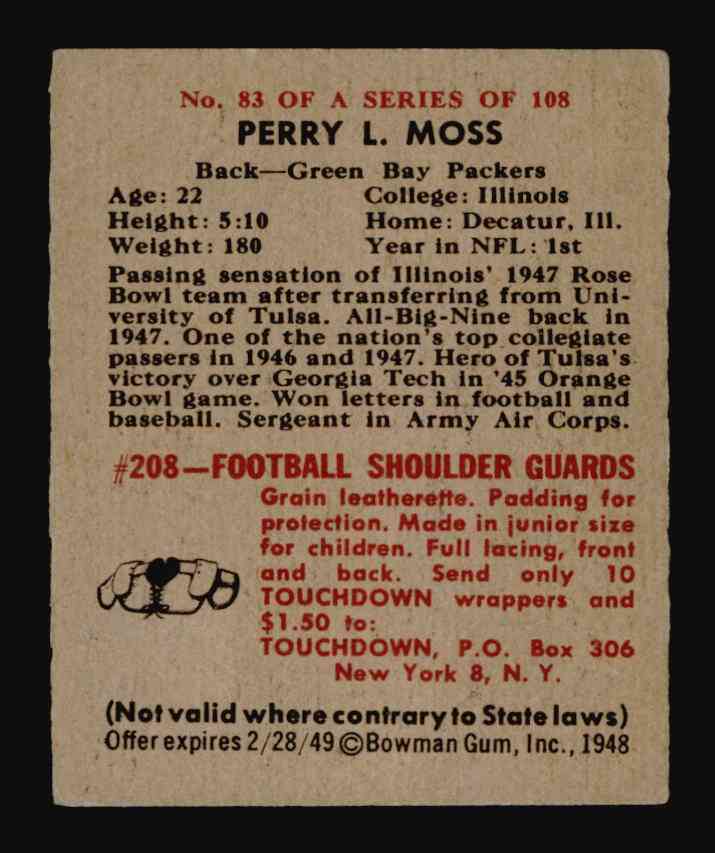 No. 83 OF A SERIES OF 108
PERRY L. MOSS
Back—Green Bay Packers
Age: 22 College: Illinois
Height: 5:10 Home: Decatur, Ill.
Weight: 180 Year in NFL: 1st
Passing sensation of Illinois' 1947 Rose
Bowl team after transferring from Uni-
versity of Tulsa. All-Big-Nine back in
1947. One of the nation's top collegiate
passers in 1946 and 1947. Hero of Tulsa's
victory over Georgia Tech in '45 Orange
Bowl game. Won letters in football and
baseball. Sergeant in Army Air Corps.
#208—FOOTBALL SHOULDER GUARDS
Grain leatherette. Padding for
protection. Made in junior size
for children. Full lacing, front
and back. Send only 10
TOUCHDOWN wrappers and
$1.50 to:
TOUCHDOWN, P.O. Box 306
New York 8, N. Y.
(Not valid where contrary to State laws)
Offer expires 2/28/49 ©Bowman Gum, Inc., 1948